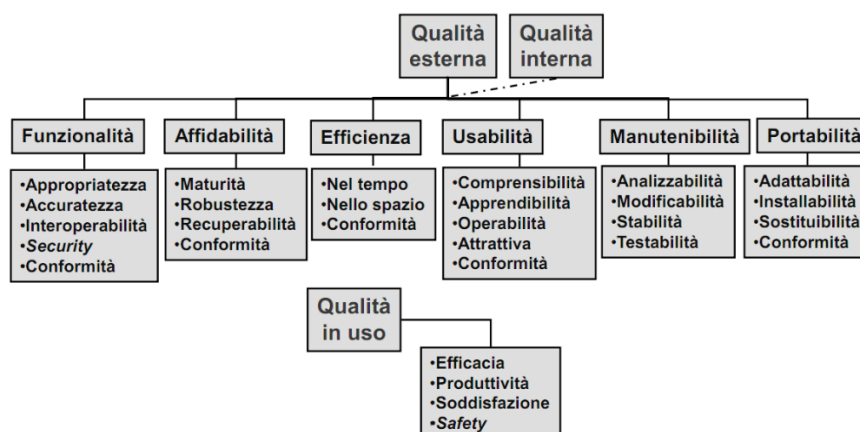 Qualità
esterna
Qualità
interna
Funzionalità
•Appropriatezza
•Accuratezza
•Interoperabilità
•Security
•Conformità
Affidabilità
•Maturità
•Robustezza
•Recuperabilità
•Conformità
Efficienza
•Nel tempo
•Nello spazio
•Conformità
Usabilità
•Comprensibilità
•Apprendibilità
•Operabilità
•Attrattiva
•Conformità
Manutenibilità
•Analizzabilità
•Modificabilità
•Stabilità
•Testabilità
Portabilità
•Adattabilità
•Installabilità
•Sostituibilità
•Conformità
Qualità
in uso
•Efficacia
•Produttività
•Soddisfazione
•Safety